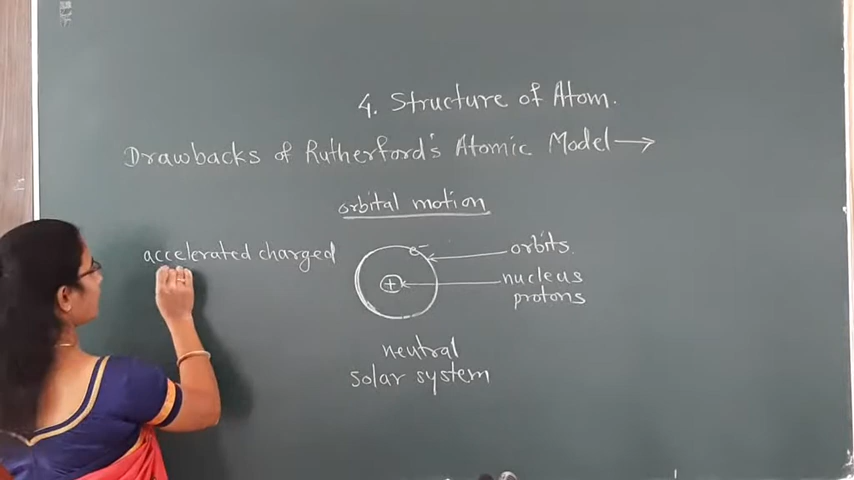 4. Structure of Atom.
Drawbacks of Rutherford's Atomic Model →
orbital motion
accelerated charged
e⁻
orbits.
+
nucleus
protons
neutral
solar system